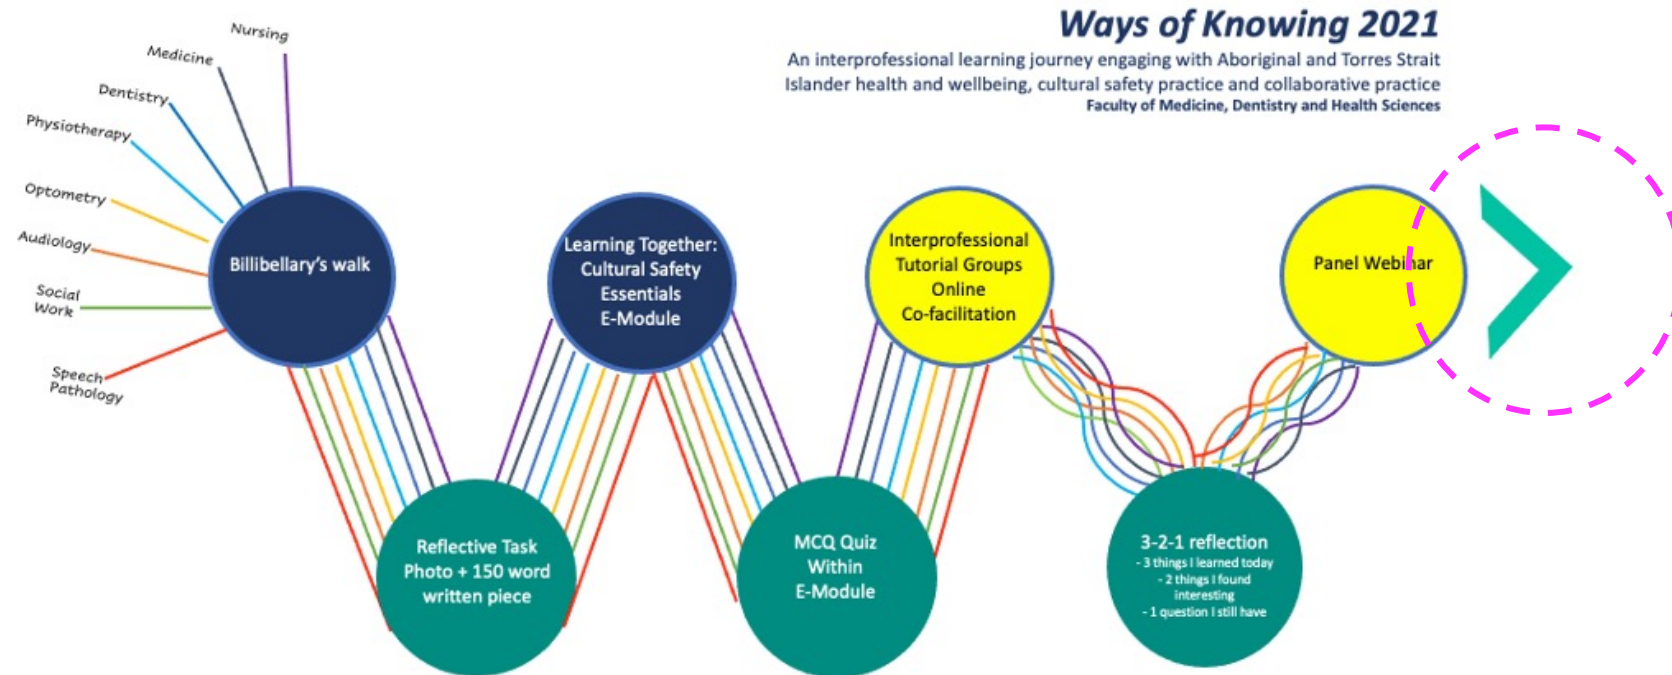 Ways of Knowing 2021
An interprofessional learning journey engaging with Aboriginal and Torres Strait
Islander health and wellbeing, cultural safety practice and collaborative practice
Faculty of Medicine, Dentistry and Health Sciences
Nursing
Medicine
Dentistry
Physiotherapy
Optometry
Audiology
Social
Work
Speech
Pathology
Billibellary's walk
Reflective Task
Photo + 150 word
written piece
Learning Together:
Cultural Safety
Essentials
E-Module
MCQ Quiz
Within
E-Module
Interprofessional
Tutorial Groups
Online
Co-facilitation
3-2-1 reflection
- 3 things I learned today
- 2 things I found
interesting
- 1 question I still have
Panel Webinar